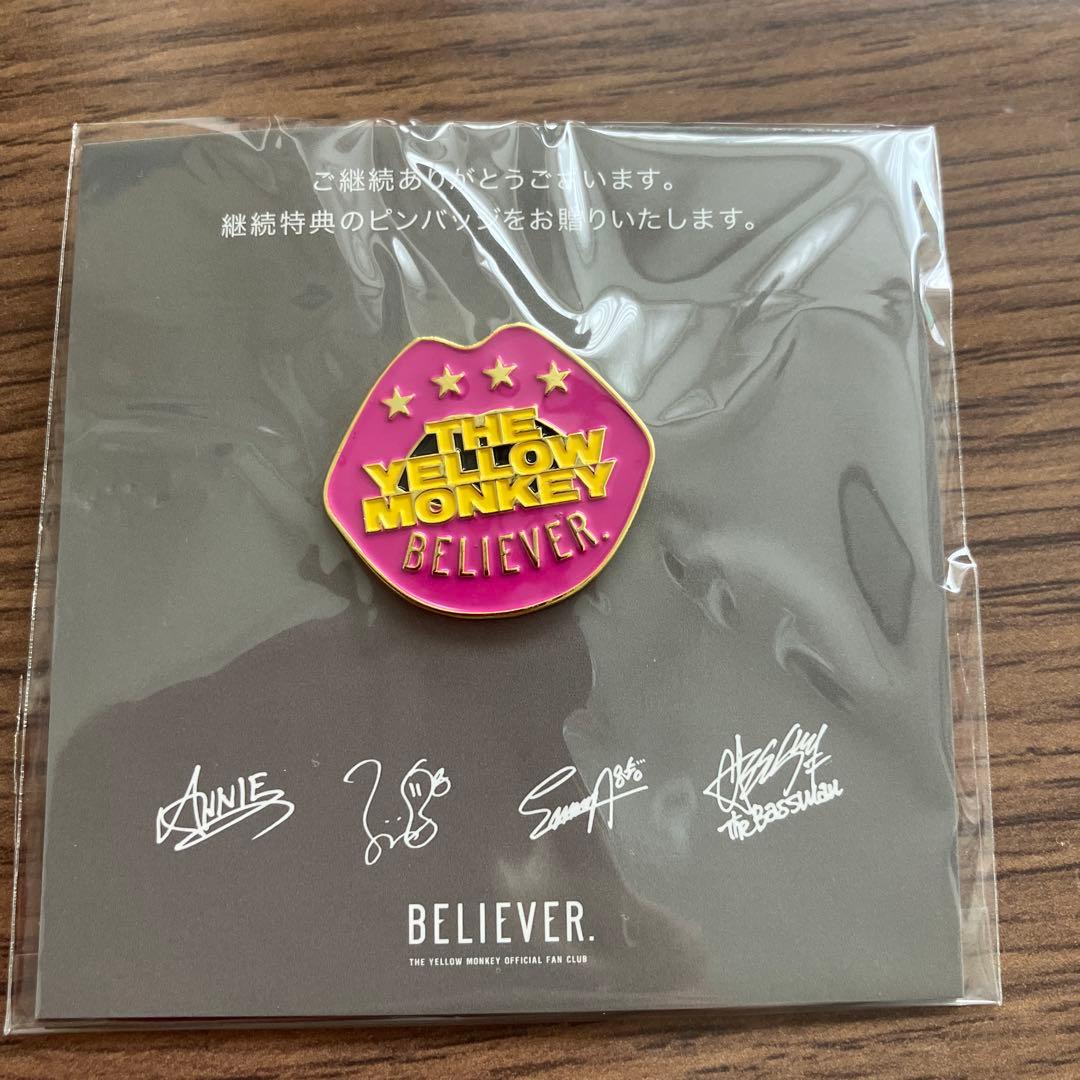 ご継続ありがとうございます。
継続特典のピンバッジをお贈りいたします。
THE
YELLOW
MONKEY
BELIEVER.
ANNIE
EmmA
The Bassman
BELIEVER.
THE YELLOW MONKEY OFFICIAL FAN CLUB